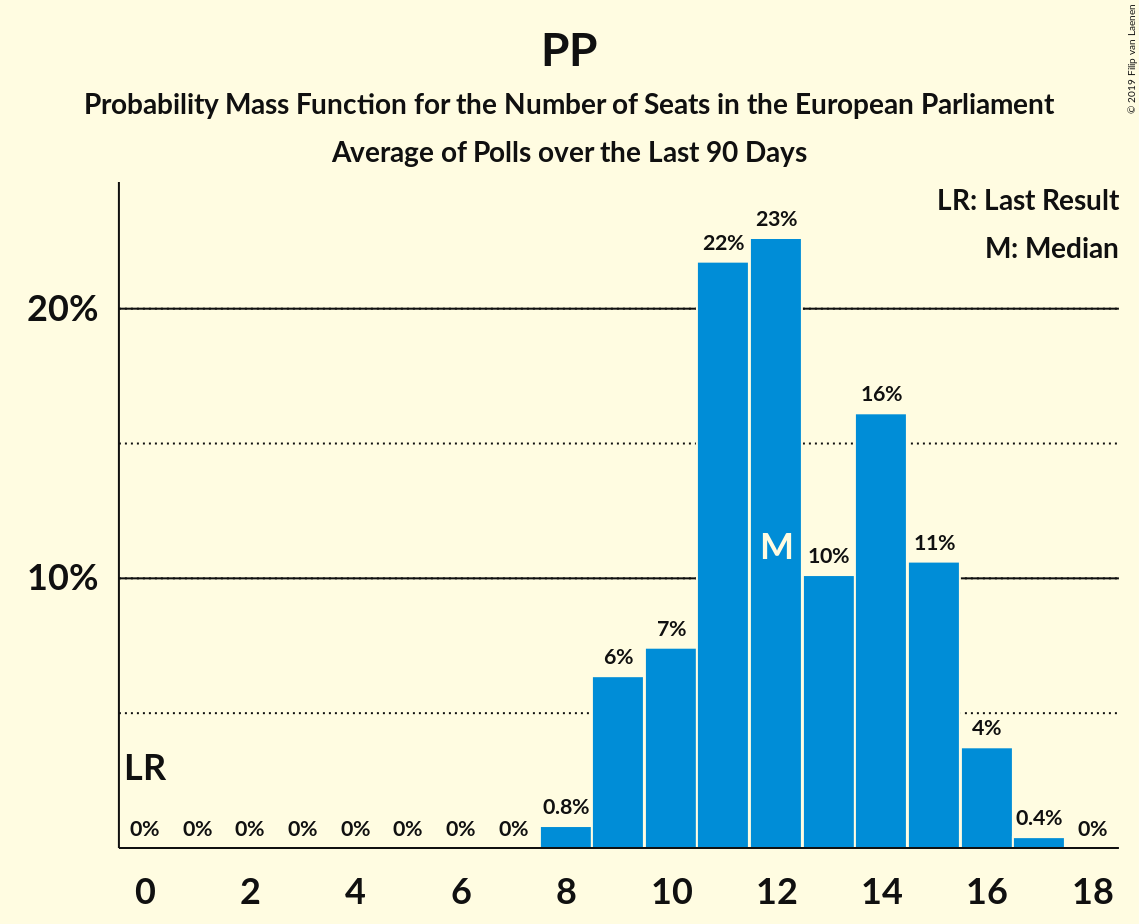 PP
Probability Mass Function for the Number of Seats in the European Parliament
Average of Polls over the Last 90 Days
© 2019 Filip van Laenen
LR: Last Result
M: Median
20%
10%
LR
M
0%
0%
0%
0%
0%
0%
0%
0%
0.8%
6%
7%
22%
23%
10%
16%
11%
4%
0.4%
0%
0 2 4 6 8 10 12 14 16 18